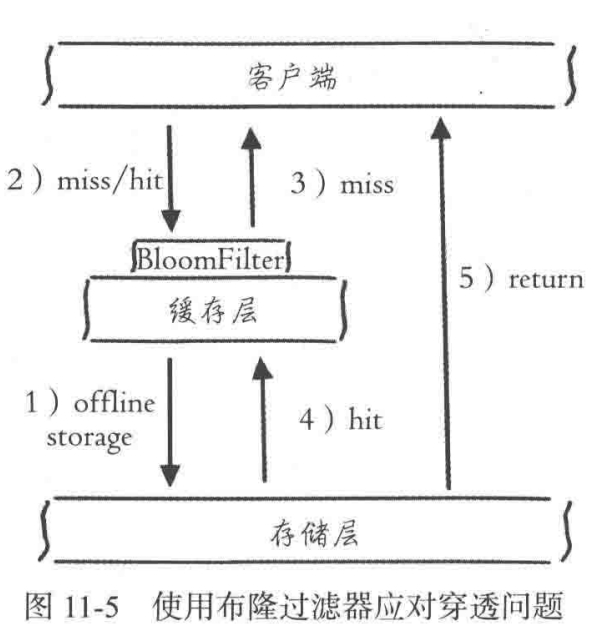 客户端
2）miss/hit
3）miss
BloomFilter
5）return
缓存层
1）offline
storage
4）hit
存储层
图 11-5 使用布隆过滤器应对穿透问题